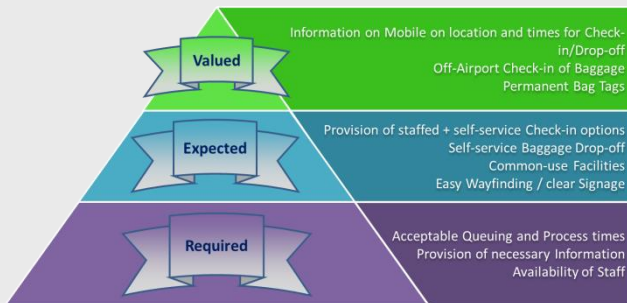 Valued
Information on Mobile on location and times for Check-
in/Drop-off
Off-Airport Check-in of Baggage
Permanent Bag Tags
Expected
Provision of staffed + self-service Check-in options
Self-service Baggage Drop-off
Common-use Facilities
Easy Wayfinding / clear Signage
Required
Acceptable Queuing and Process times
Provision of necessary Information
Availability of Staff